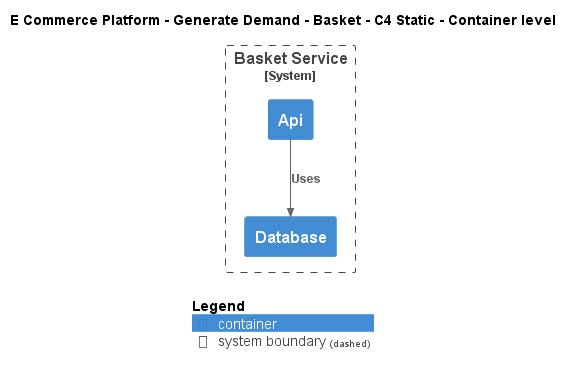 E Commerce Platform - Generate Demand - Basket - C4 Static - Container level
Basket Service
[System]
Api
Uses
Database
Legend
container
system boundary (dashed)